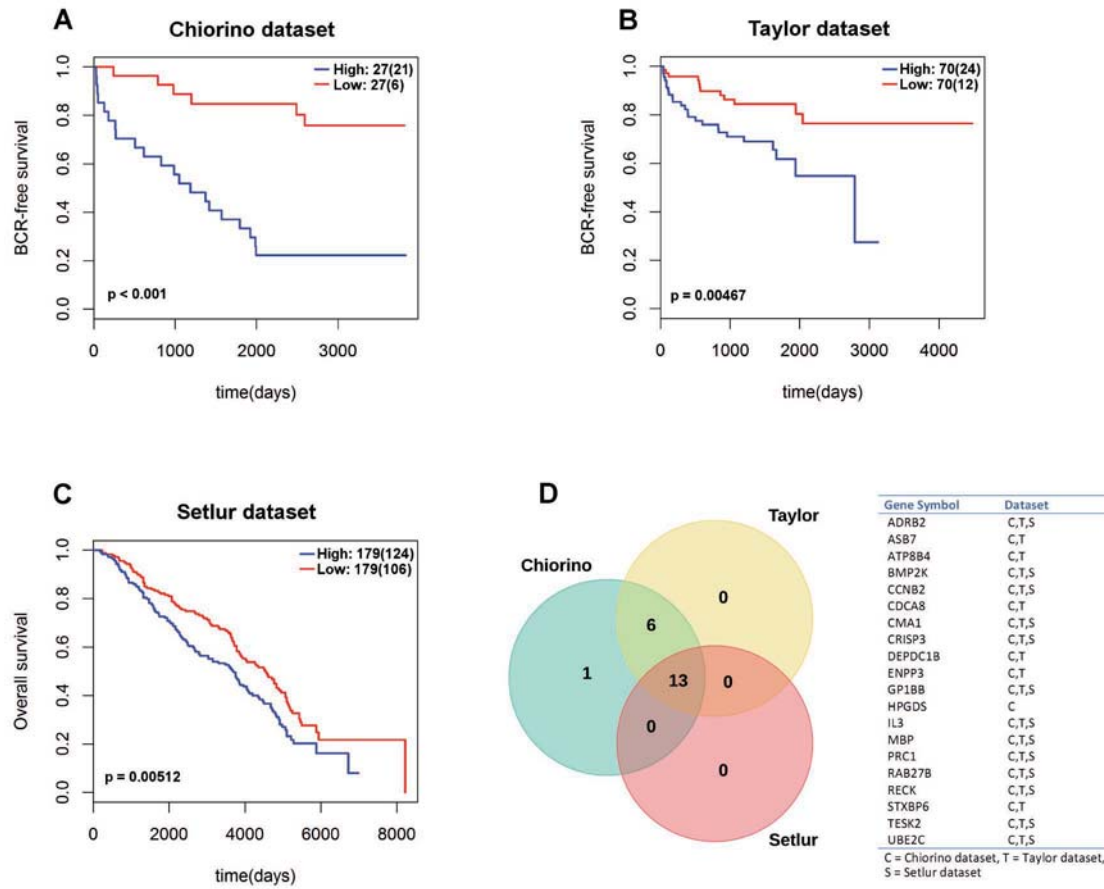 A
Chiorino dataset
High: 27(21)
Low: 27(6)
BCR-free survival
1.0
0.8
0.6
0.4
0.2
0.0
p < 0.001
0 1000 2000 3000
time(days)
B
Taylor dataset
High: 70(24)
Low: 70(12)
BCR-free survival
1.0
0.8
0.6
0.4
0.2
0.0
p = 0.00467
0 1000 2000 3000 4000
time(days)
C
Setlur dataset
High: 179(124)
Low: 179(106)
Overall survival
1.0
0.8
0.6
0.4
0.2
0.0
p = 0.00512
0 2000 4000 6000 8000
time(days)
D
Taylor
Chiorino
0
6
1
13
0
0
0
Setlur
Gene Symbol Dataset
ADRB2 C,T,S
ASB7 C,T
ATP8B4 C,T
BMP2K C,T,S
CCNB2 C,T,S
CDCA8 C,T
CMA1 C,T,S
CRISP3 C,T,S
DEPDC1B C,T
ENPP3 C,T
GP1BB C,T,S
HPGDS C
IL3 C,T,S
MBP C,T,S
PRC1 C,T,S
RAB27B C,T,S
RECK C,T,S
STXBP6 C,T
TESK2 C,T,S
UBE2C C,T,S
C = Chiorino dataset, T = Taylor dataset,
S = Setlur dataset